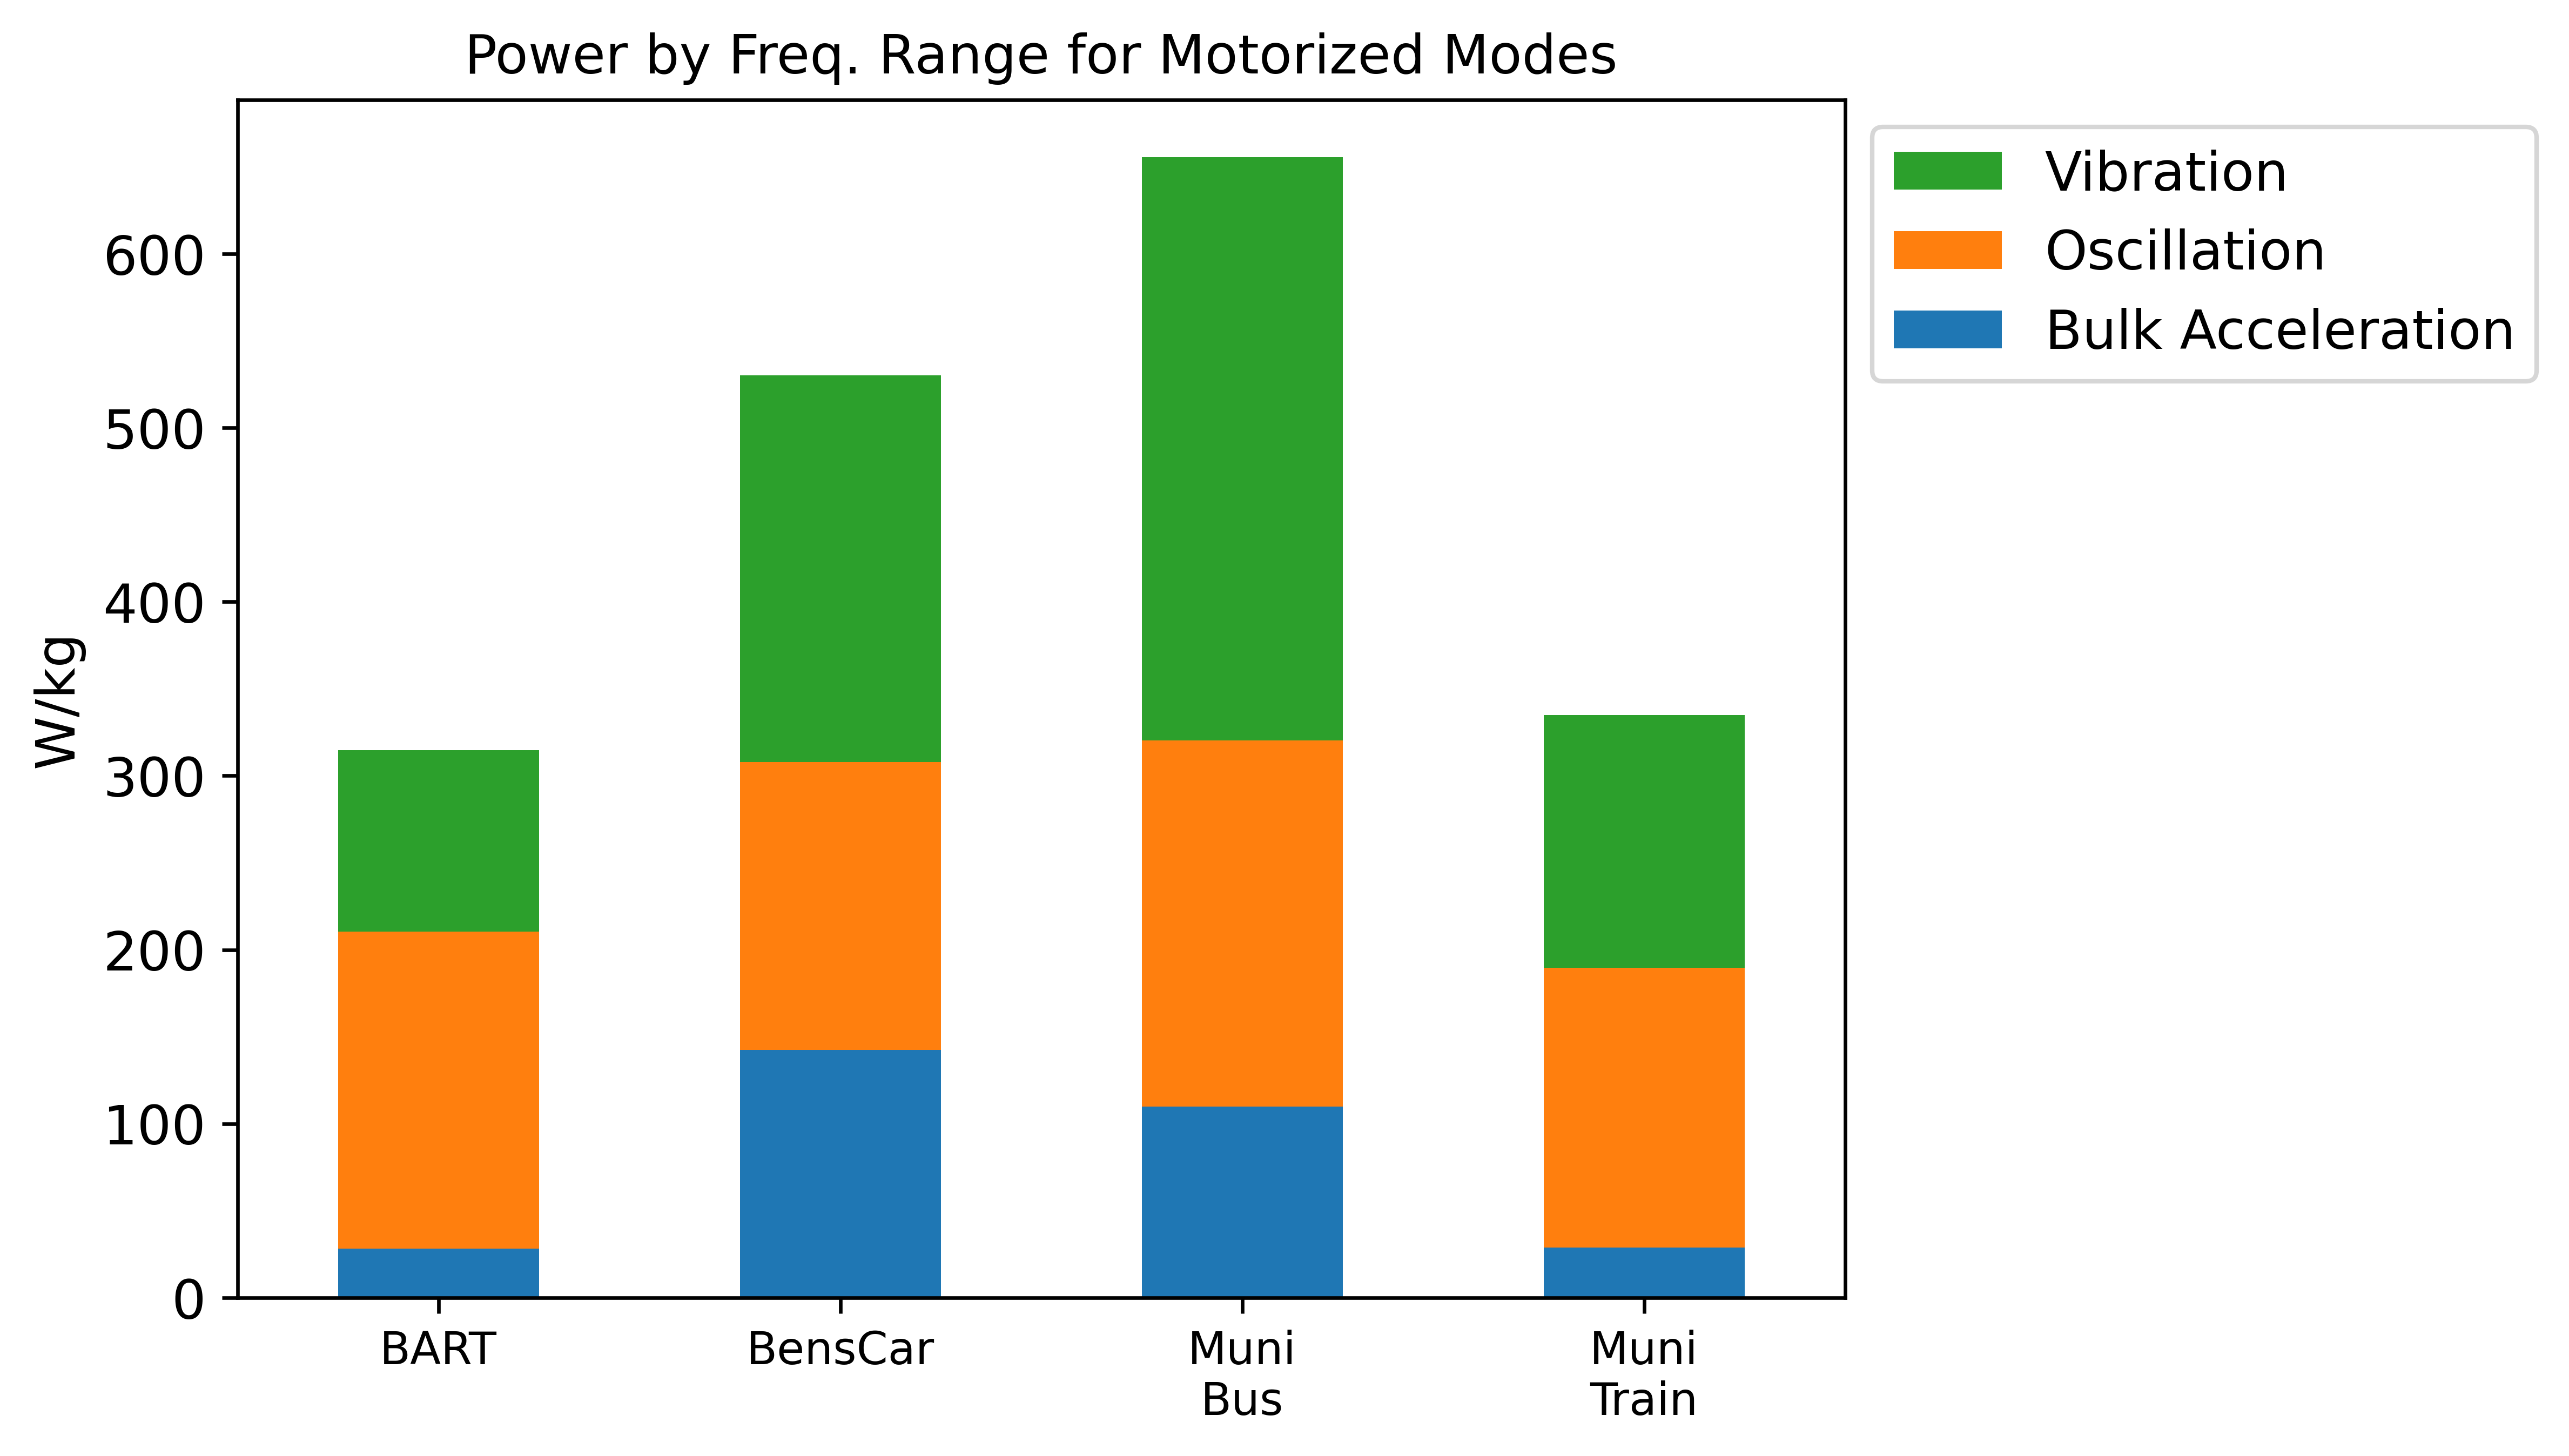 Power by Freq. Range for Motorized Modes
Vibration
Oscillation
Bulk Acceleration
W/kg
600
500
400
300
200
100
0
BART
BensCar
Muni
Bus
Muni
Train